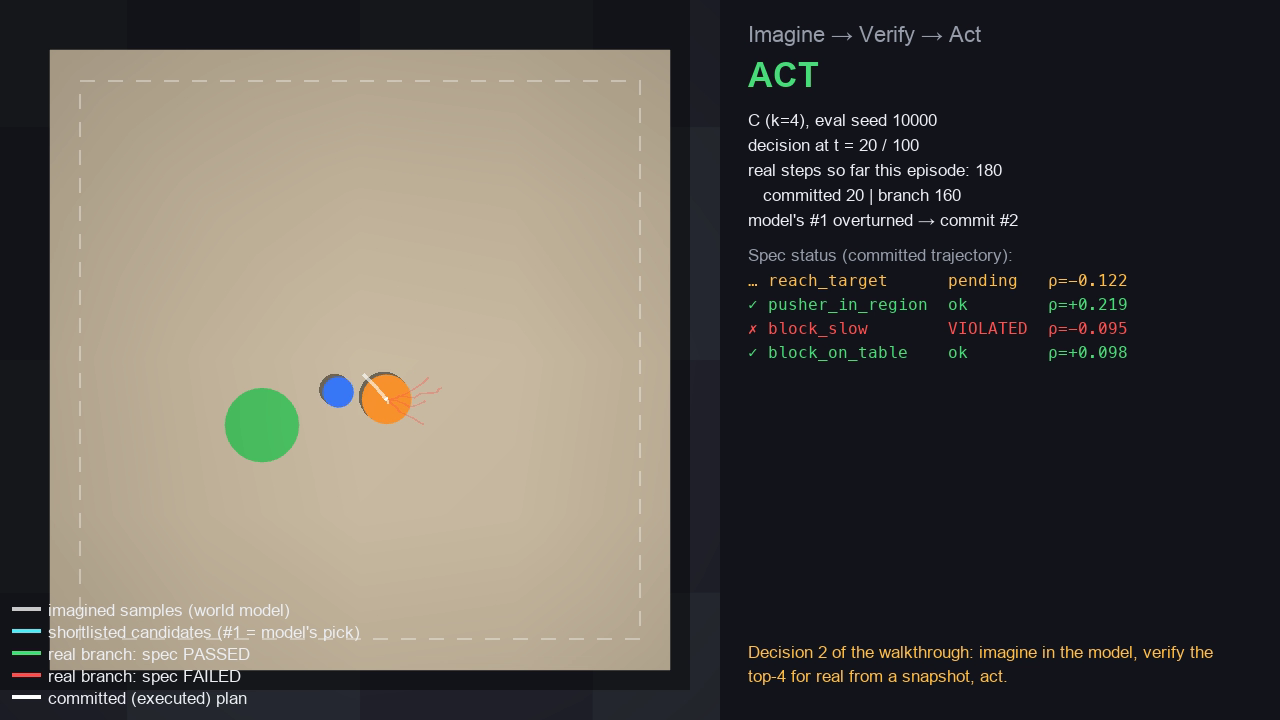 Imagine → Verify → Act
ACT
C (k=4), eval seed 10000
decision at t = 20 / 100
real steps so far this episode: 180
committed 20 | branch 160
model's #1 overturned → commit #2
Spec status (committed trajectory):
… reach_target pending ρ=−0.122
✓ pusher_in_region ok ρ=+0.219
✗ block_slow VIOLATED ρ=−0.095
✓ block_on_table ok ρ=+0.098
imagined samples (world model)
shortlisted candidates (#1 = model's pick)
real branch: spec PASSED
real branch: spec FAILED
committed (executed) plan
Decision 2 of the walkthrough: imagine in the model, verify the
top-4 for real from a snapshot, act.